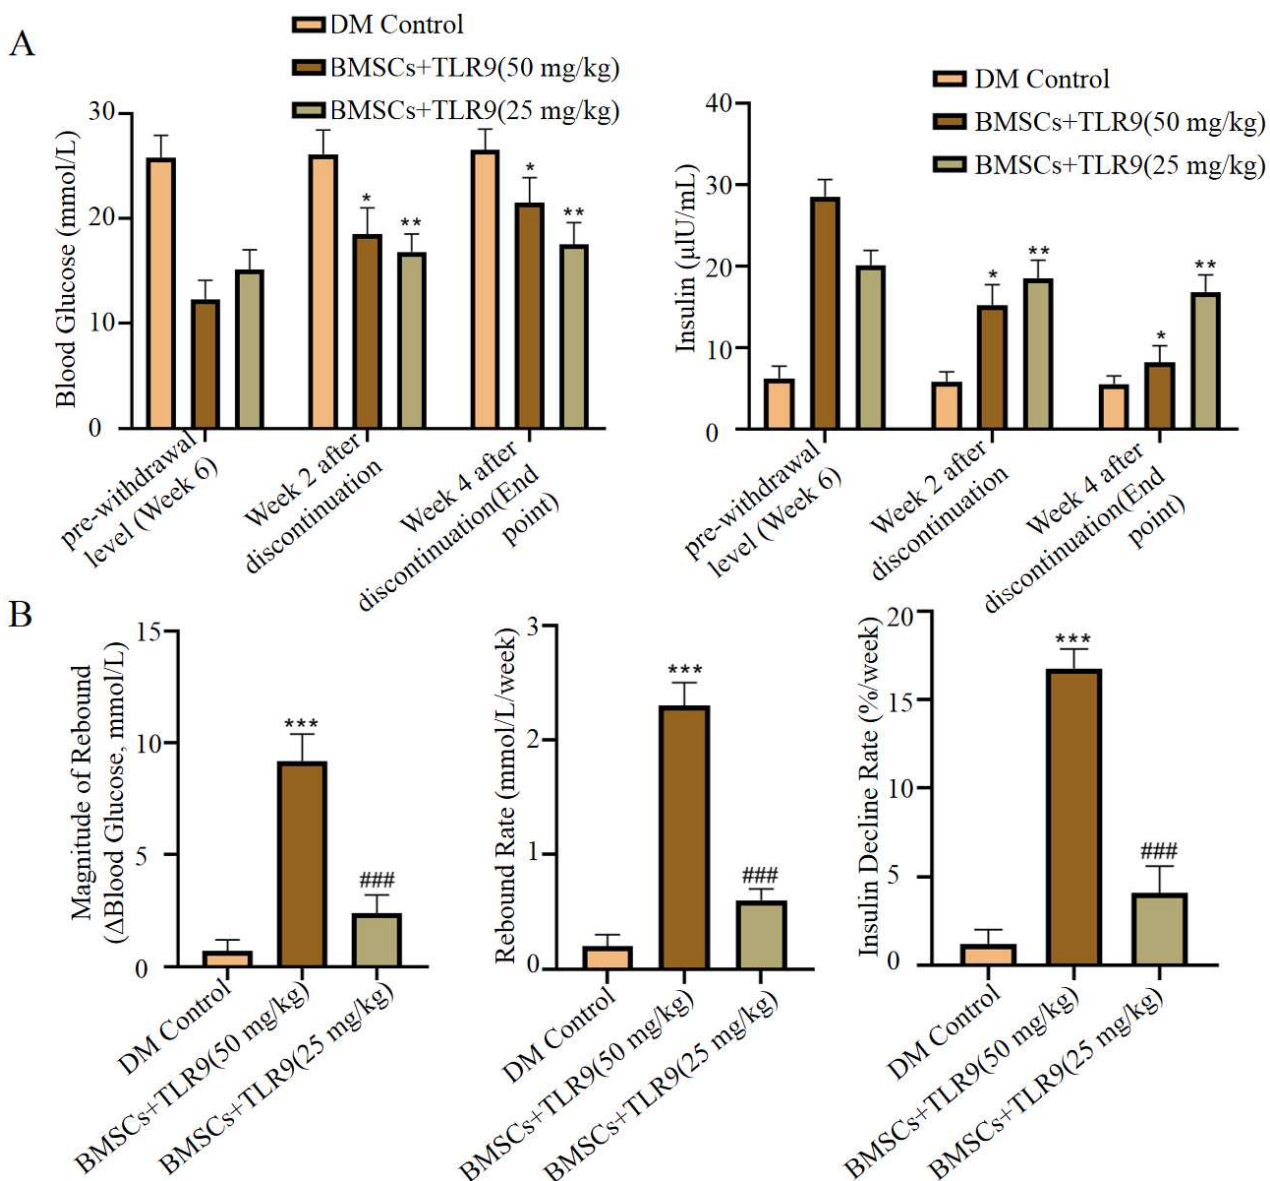 A
DM Control
BMSCs+TLR9(50 mg/kg)
BMSCs+TLR9(25 mg/kg)
Blood Glucose (mmol/L)
30
20
10
0
*
**
*
**
pre-withdrawal
level (Week 6)
Week 2 after
discontinuation
Week 4 after
discontinuation(End
point)
DM Control
BMSCs+TLR9(50 mg/kg)
BMSCs+TLR9(25 mg/kg)
Insulin (μIU/mL)
40
30
20
10
0
*
**
*
**
pre-withdrawal
level (Week 6)
Week 2 after
discontinuation
Week 4 after
discontinuation(End
point)
B
Magnitude of Rebound
(ΔBlood Glucose, mmol/L)
15
10
5
0
***
###
DM Control
BMSCs+TLR9(50 mg/kg)
BMSCs+TLR9(25 mg/kg)
Rebound Rate (mmol/L/week)
3
2
1
0
***
###
DM Control
BMSCs+TLR9(50 mg/kg)
BMSCs+TLR9(25 mg/kg)
Insulin Decline Rate (%/week)
20
15
10
5
0
***
###
DM Control
BMSCs+TLR9(50 mg/kg)
BMSCs+TLR9(25 mg/kg)